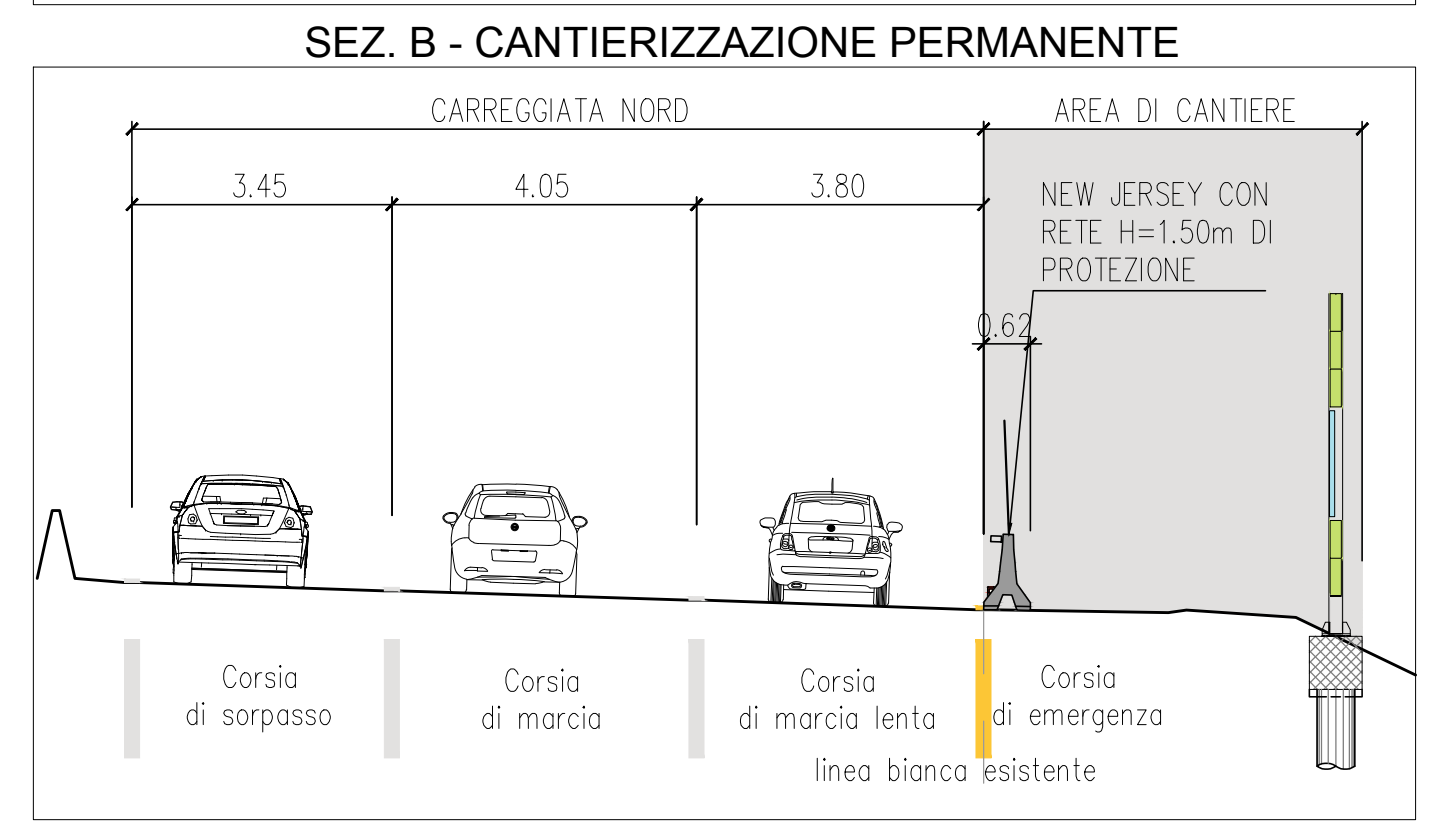 SEZ. B - CANTIERIZZAZIONE PERMANENTE
CARREGGIATA NORD
AREA DI CANTIERE
3.45
4.05
3.80
NEW JERSEY CON
RETE H=1.50m DI
PROTEZIONE
0.62
Corsia
di sorpasso
Corsia
di marcia
Corsia
di marcia lenta
Corsia
di emergenza
linea bianca esistente